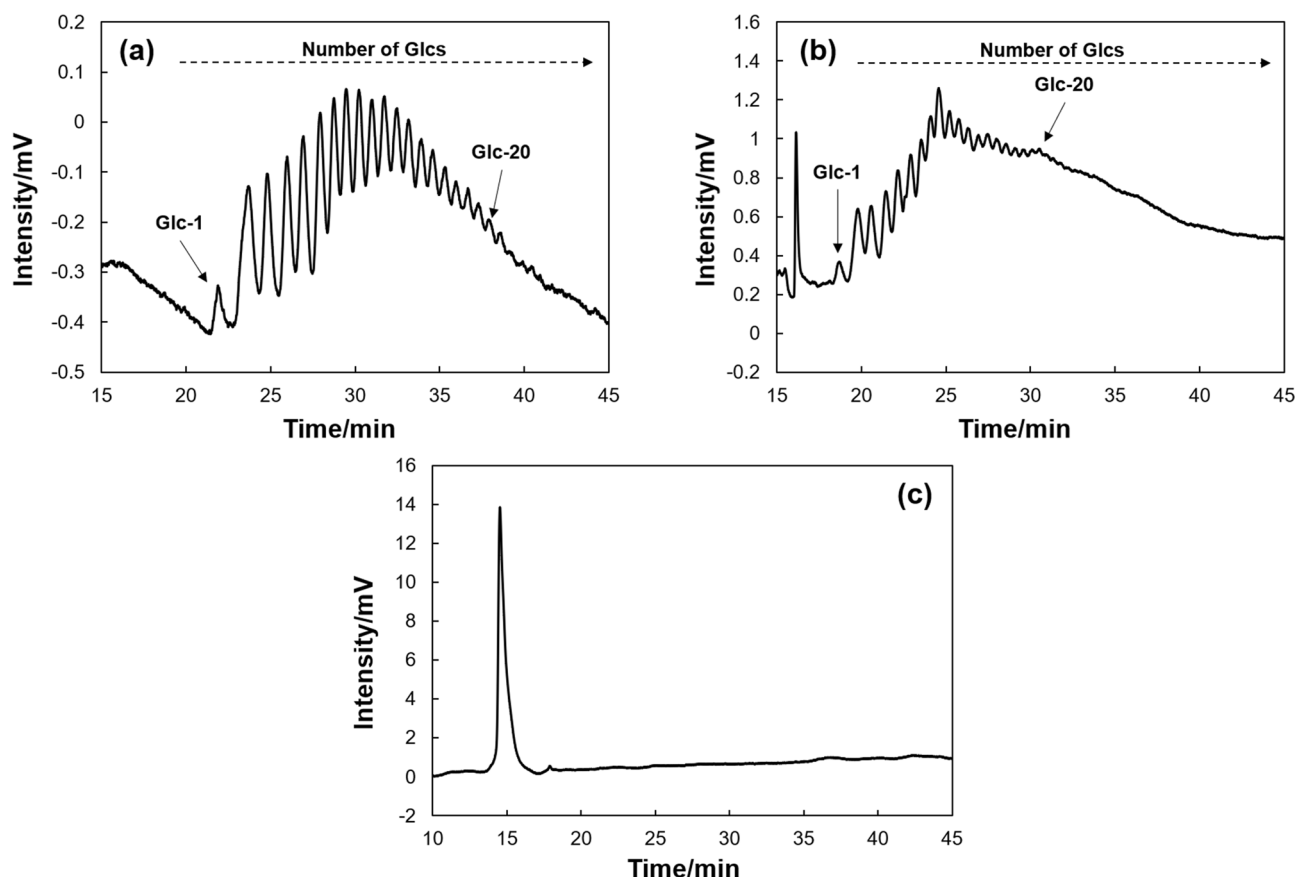 (a)
Number of Glcs
Glc-1
Glc-20
Intensity/mV
0.2
0.1
0
-0.1
-0.2
-0.3
-0.4
-0.5
15 20 25 30 35 40 45
Time/min
(b)
Number of Glcs
Glc-20
Glc-1
Intensity/mV
1.6
1.4
1.2
1
0.8
0.6
0.4
0.2
0
-0.2
15 20 25 30 35 40 45
Time/min
(c)
Intensity/mV
16
14
12
10
8
6
4
2
0
-2
10 15 20 25 30 35 40 45
Time/min